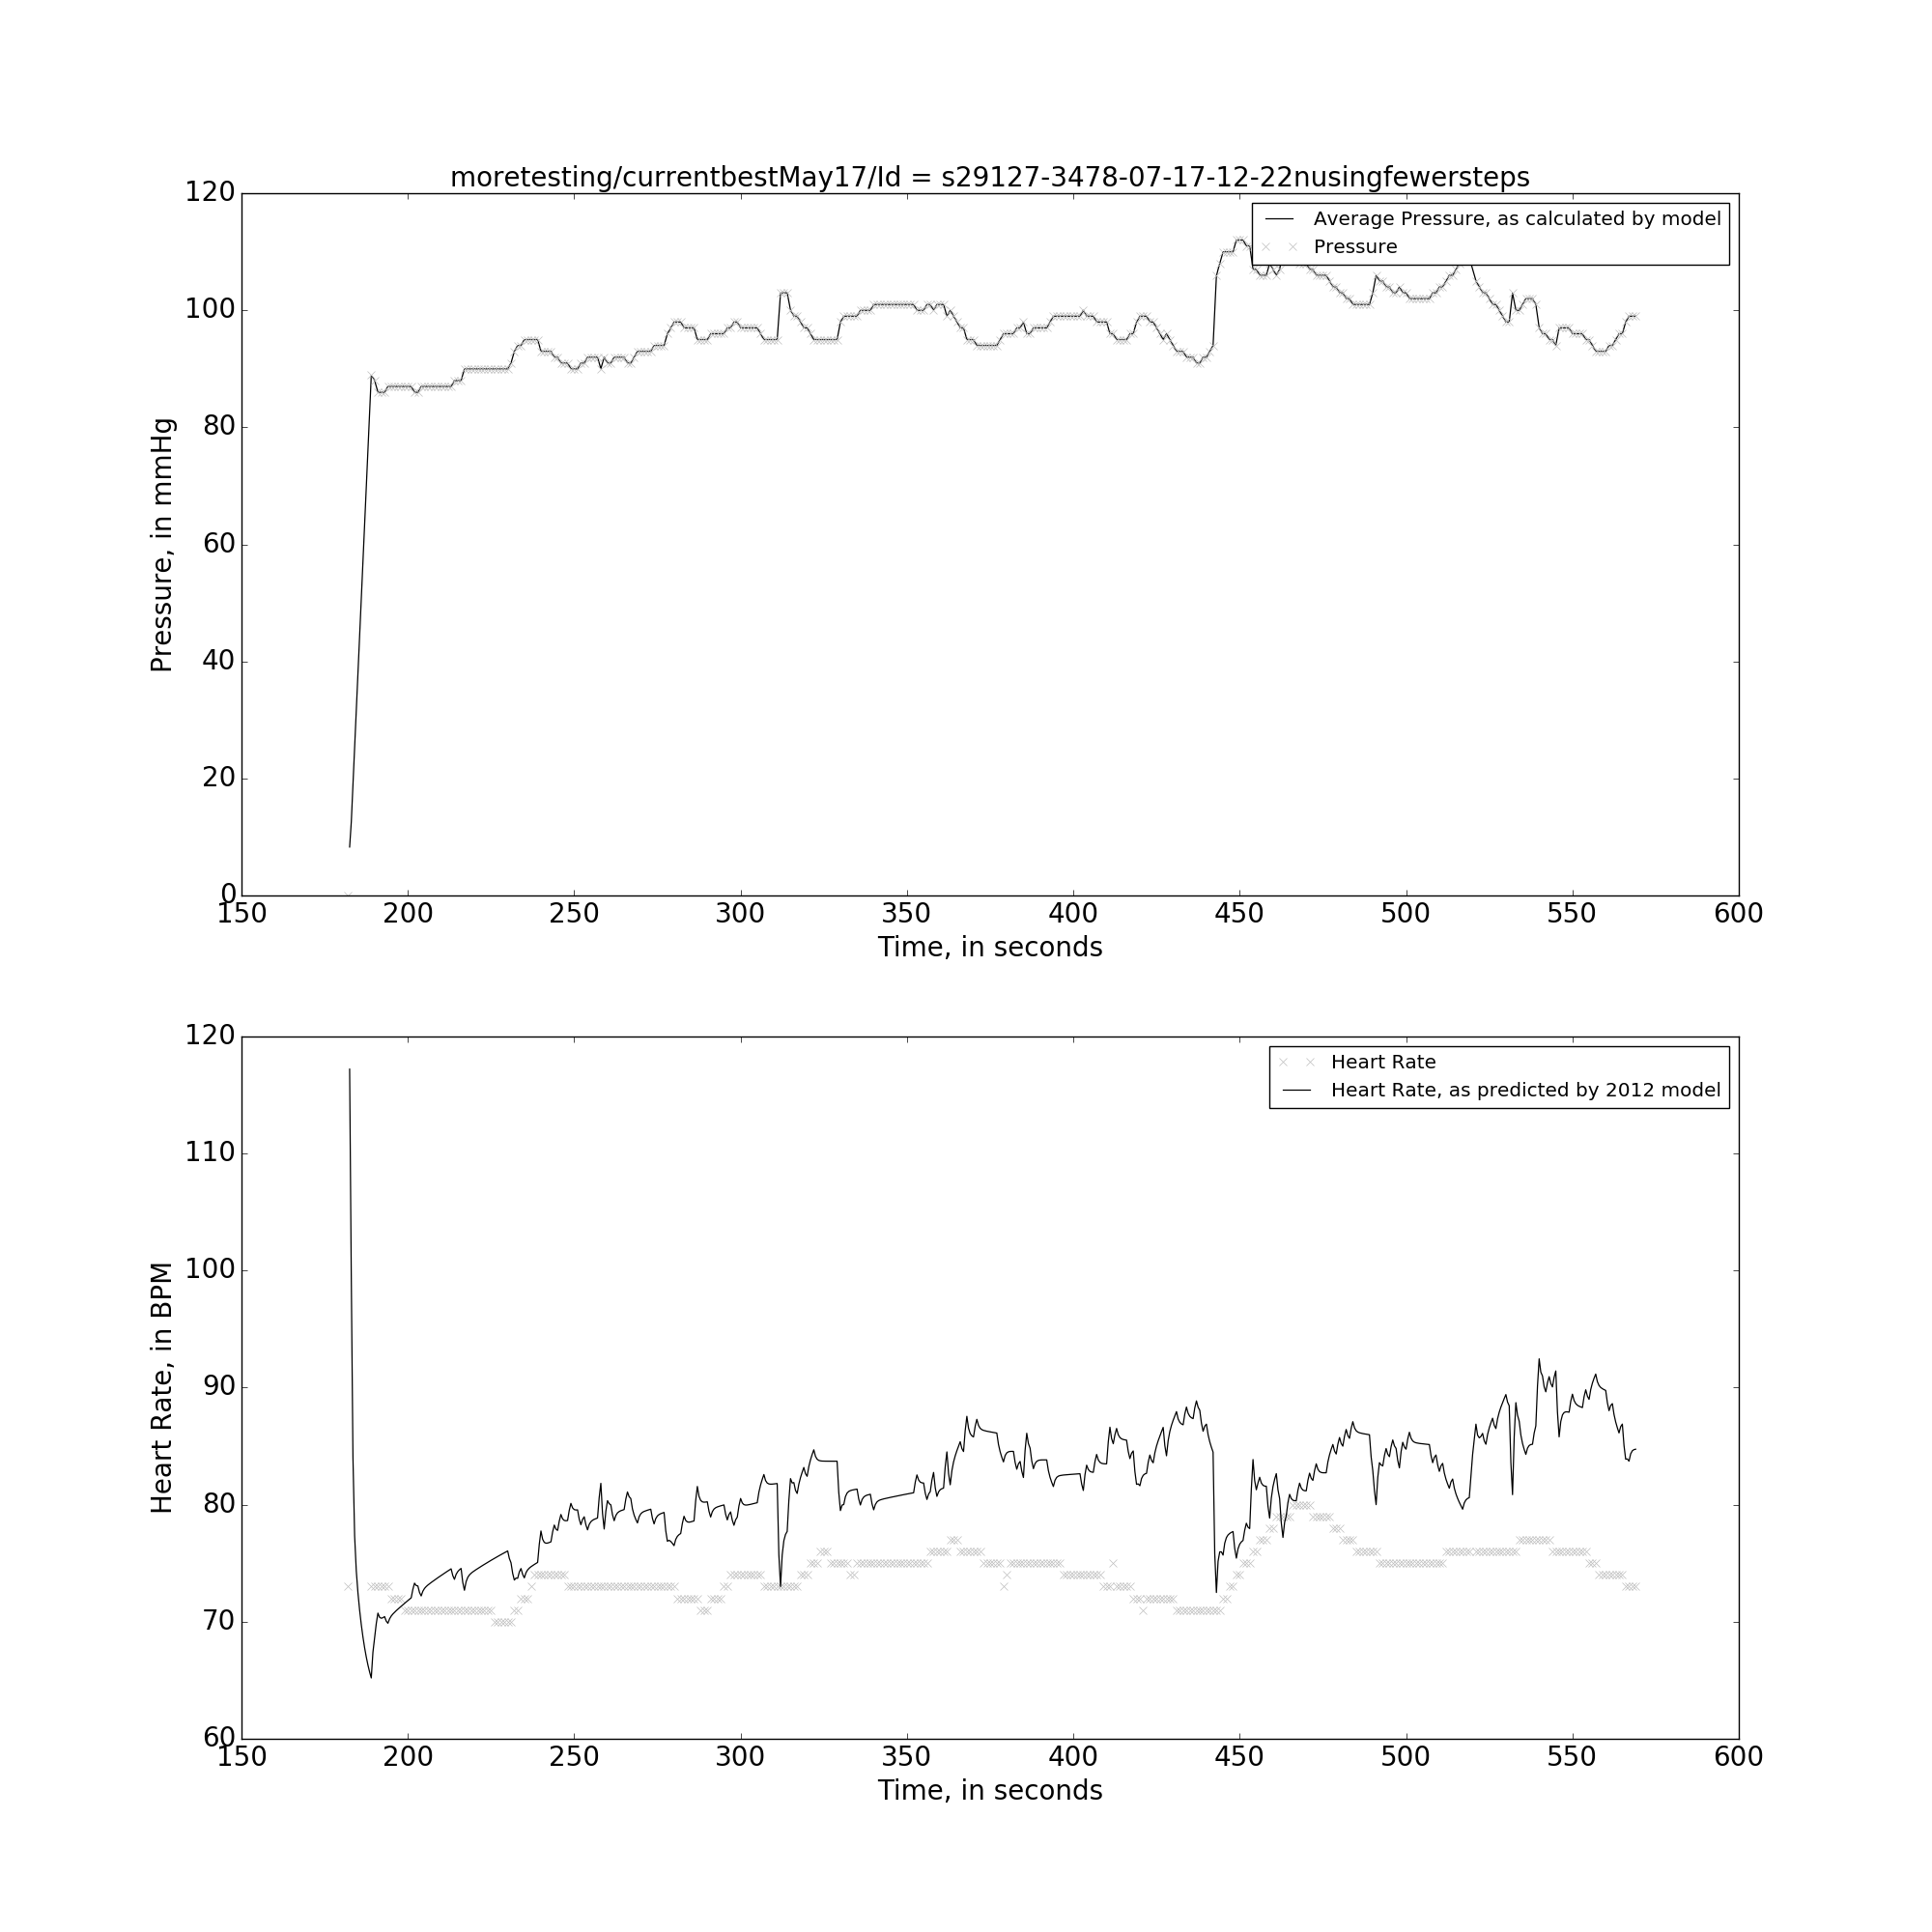 moretesting/currentbestMay17/Id = s29127-3478-07-17-12-22nusingfewersteps
120
Average Pressure, as calculated by model
Pressure
100
80
60
40
20
0
Pressure, in mmHg
150 200 250 300 350 400 450 500 550 600
Time, in seconds
120
Heart Rate
Heart Rate, as predicted by 2012 model
110
100
90
80
70
60
Heart Rate, in BPM
150 200 250 300 350 400 450 500 550 600
Time, in seconds